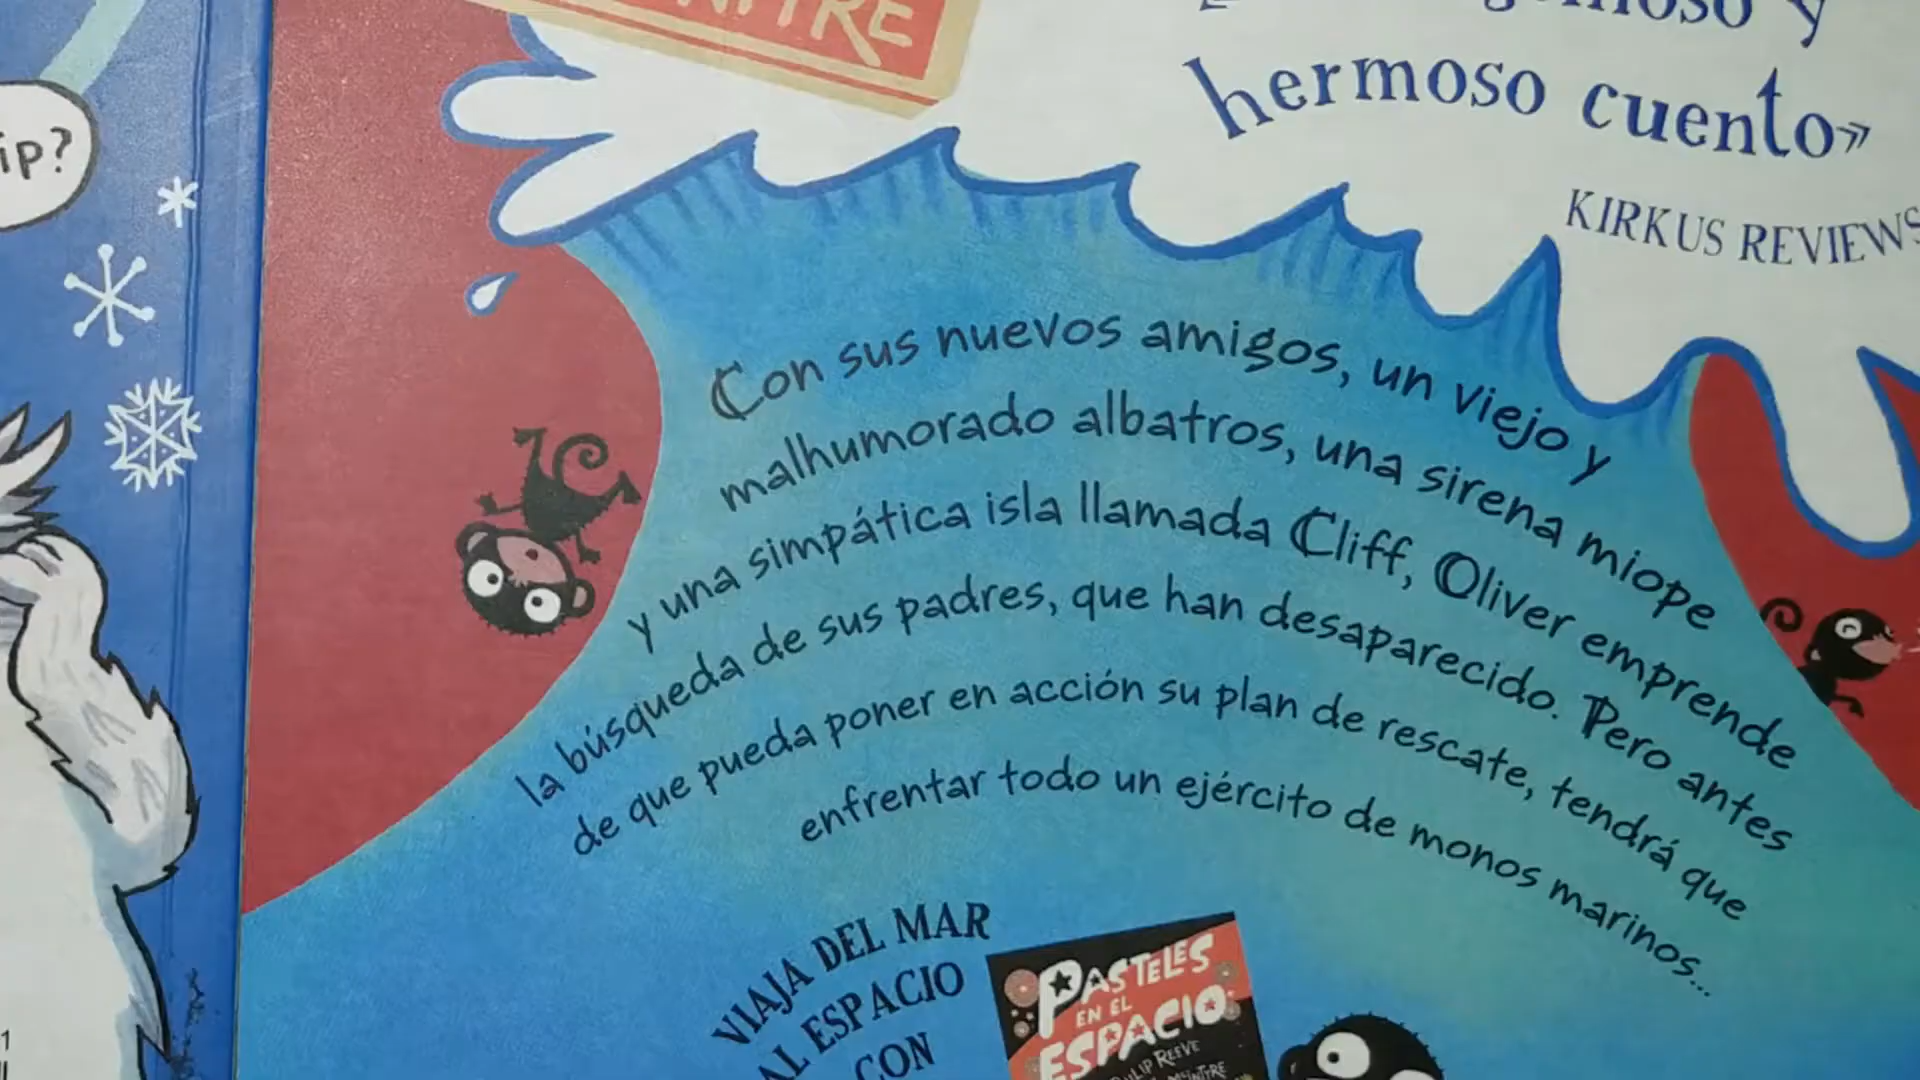 ip?
hermoso cuento»
KIRKUS REVIEWS
Con sus nuevos amigos, un viejo y
malhumorado albatros, una sirena miope
y una simpática isla llamada Cliff, Oliver emprende
la búsqueda de sus padres, que han desaparecido. Pero antes
de que pueda poner en acción su plan de rescate, tendrá que
enfrentar todo un ejército de monos marinos...
VIAJA DEL MAR
AL ESPACIO
CON
PASTELES
EN EL
ESPACIO
REEVE